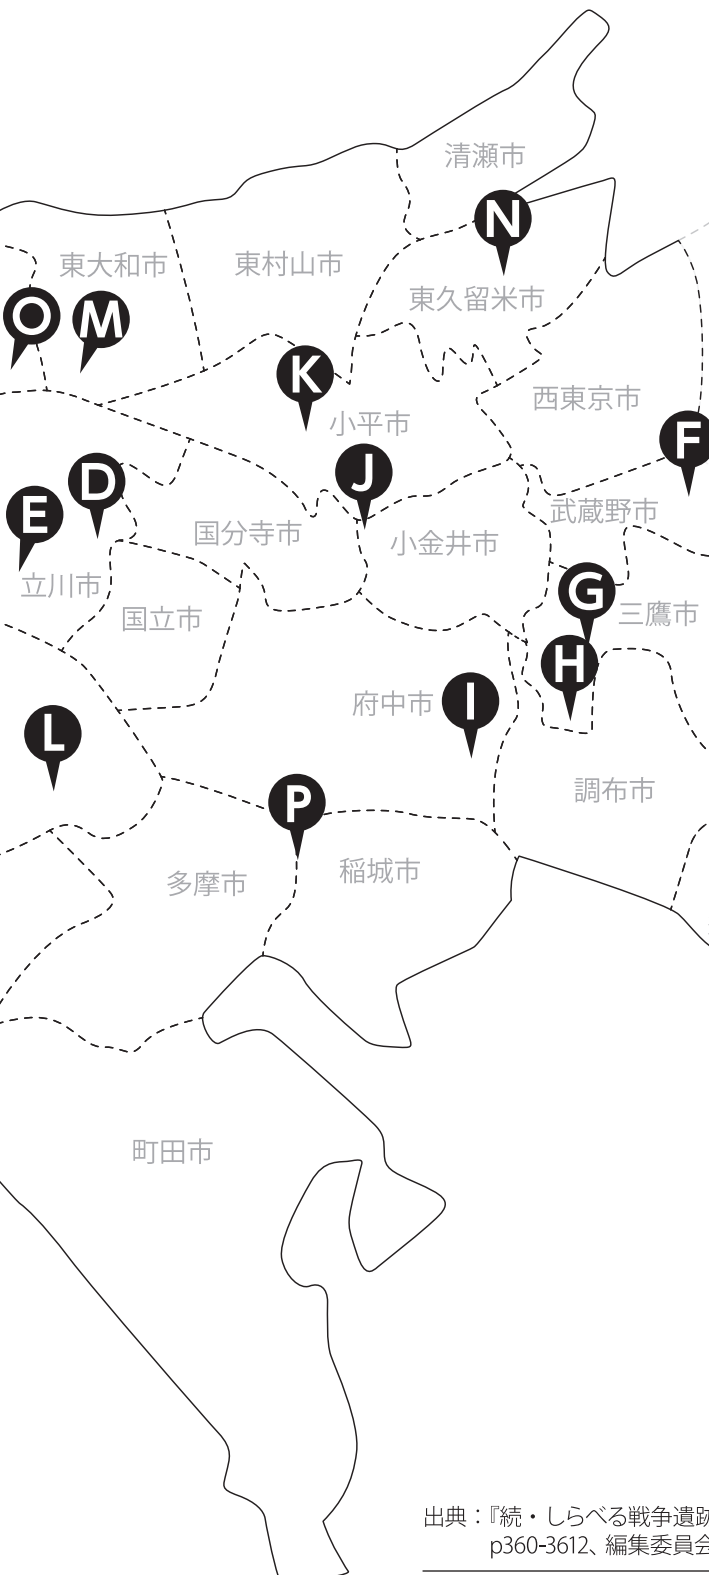 清瀬市
N
東大和市
東村山市
東久留米市
O
M
K
小平市
西東京市
F
J
D
E
武蔵野市
国分寺市
小金井市
立川市
国立市
G
三鷹市
H
府中市
I
L
調布市
P
多摩市
稲城市
町田市
出典：『続・しらべる戦争遺跡
p360-3612、編集委員会